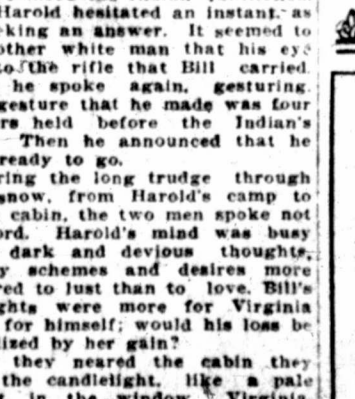 Harold hesitated an instant, as
king an answer. It seemed to
other white man that his eye
to the rifle that Bill carried.
he spoke again, gesturing.
gesture that he made was four
rs held before the Indian's
Then he announced that he
ready to go.
ring the long trudge through
snow, from Harold's camp to
cabin, the two men spoke not
ord. Harold's mind was busy
dark and devious thoughts,
y schemes and desires more
red to lust than to love. Bill's
ghts were more for Virginia
for himself; would his loss be
lized by her gain?
they neared the cabin they
the candlelight, like a pale
in the window. Virginia